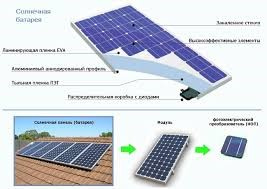 Солнечная
батарея
Закаленное стекло
Высокоэффективные элементы
Ламинирующая пленка EVA
Алюминиевый анодированный профиль
Тыльная пленка ПЭТ
Распределительная коробка с диодами
Солнечная панель (батарея)
Модуль
фотоэлектрический
преобразователь (ФЭП)